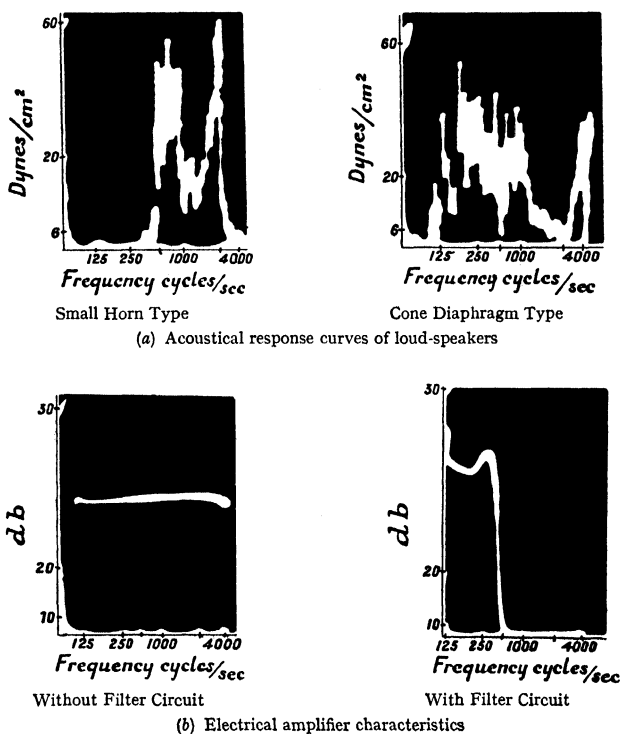 60
20
6
Dynes/cm²
125 250 1000 4000
Frequency cycles/sec
Small Horn Type
60
20
6
Dynes/cm²
125 250 1000 4000
Frequency cycles/sec
Cone Diaphragm Type
(a) Acoustical response curves of loud-speakers
30
20
10
db
125 250 1000 4000
Frequency cycles/sec
Without Filter Circuit
30
20
10
db
125 250 1000 4000
Frequency cycles/sec
With Filter Circuit
(b) Electrical amplifier characteristics